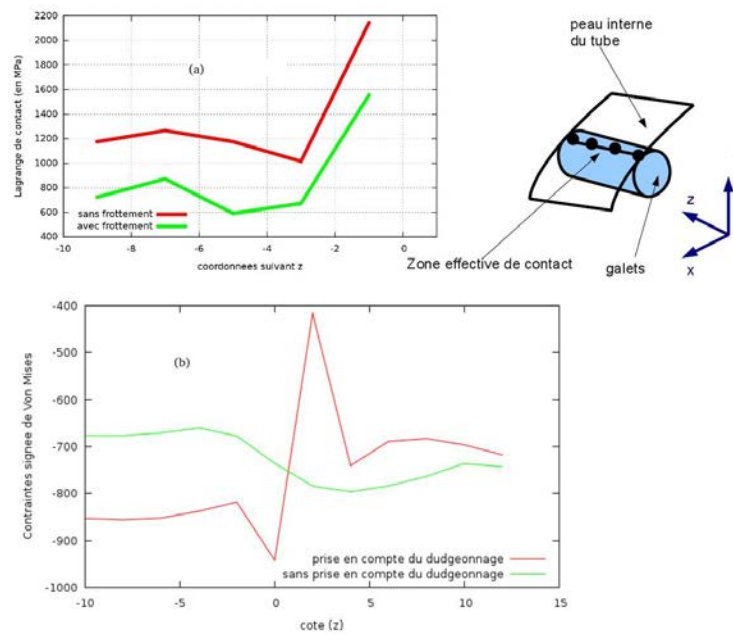 2200
2000
1800
1600
1400
1200
1000
800
600
400
Lagrange de contact (en MPa)
(a)
sans frottement
avec frottement
-10 -8 -6 -4 -2 0
coordonnees suivant z
peau interne
du tube
z
x
Zone effective de contact
galets
-400
-500
-600
-700
-800
-900
-1000
Contraintes signee de Von Mises
(b)
prise en compte du dudgeonnage
sans prise en compte du dudgeonnage
-10 -5 0 5 10 15
cote (z)